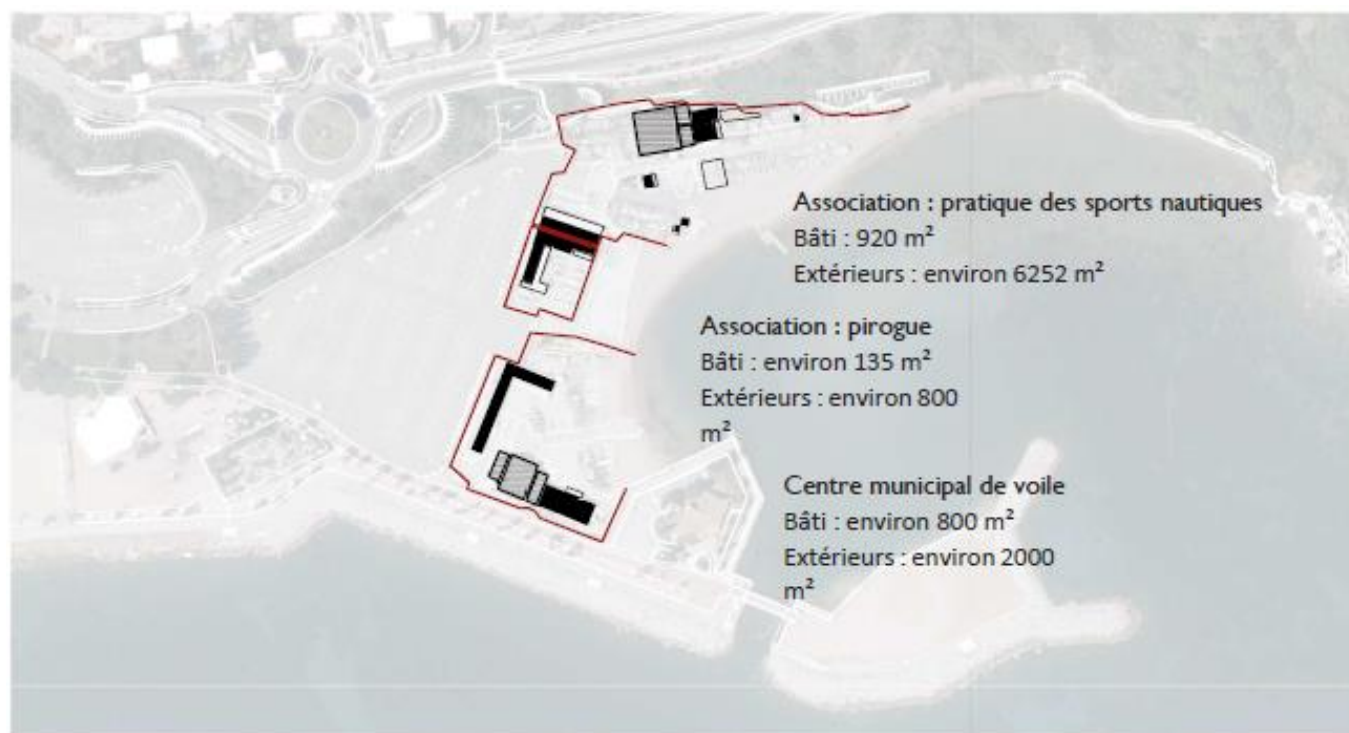 Association : pratique des sports nautiques
Bâti : 920 m²
Extérieurs : environ 6252 m²
Association : pirogue
Bâti : environ 135 m²
Extérieurs : environ 800
m²
Centre municipal de voile
Bâti : environ 800 m²
Extérieurs : environ 2000
m²